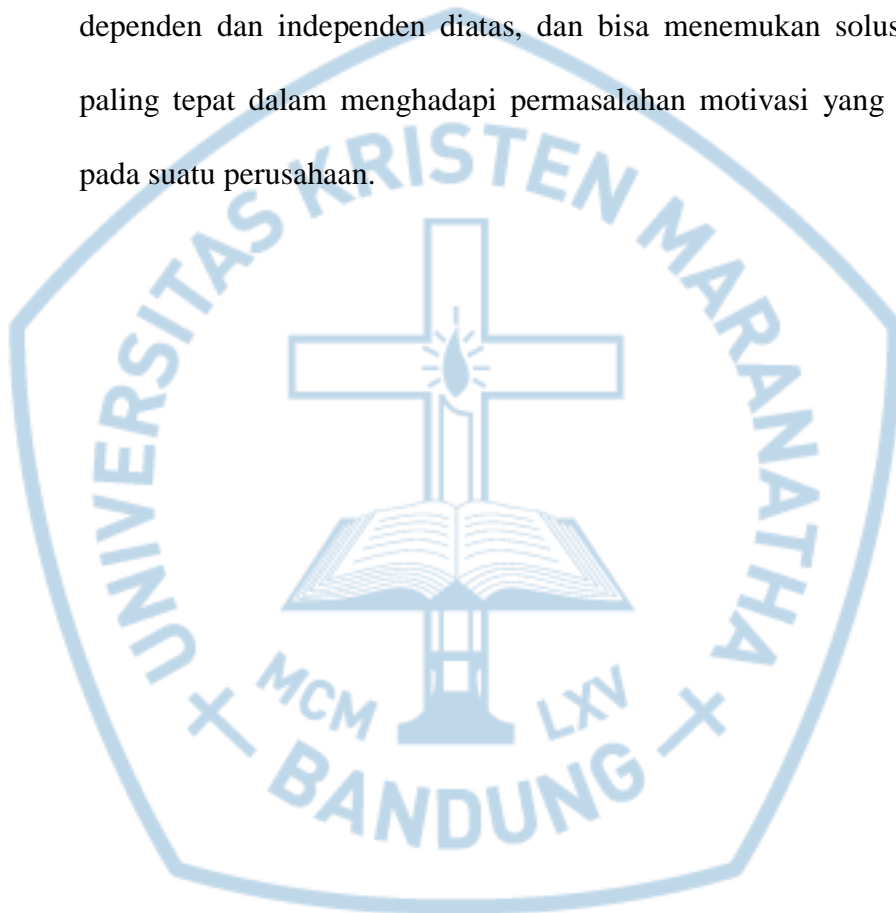 dependen dan independen diatas, dan bisa menemukan solus
paling tepat dalam menghadapi permasalahan motivasi yang
pada suatu perusahaan.
UNIVERSITAS KRISTEN MARANATHA
MCM LXV
BANDUNG